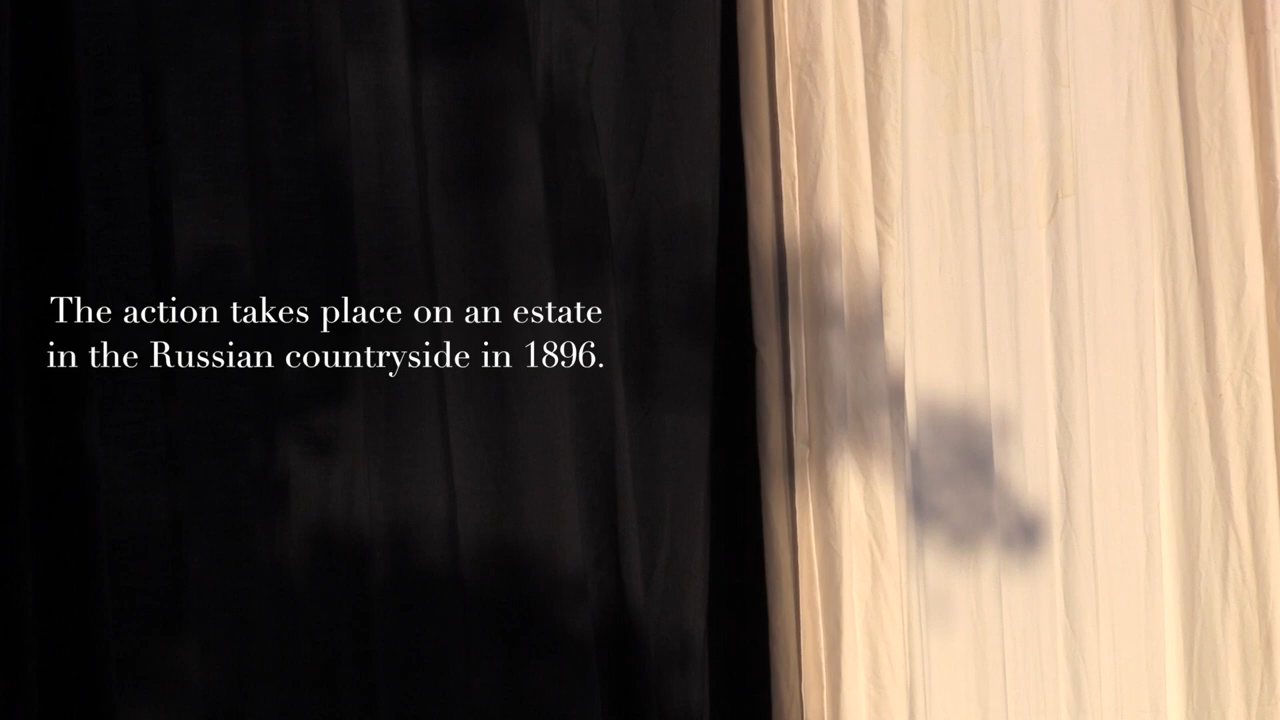 The action takes place on an estate
in the Russian countryside in 1896.